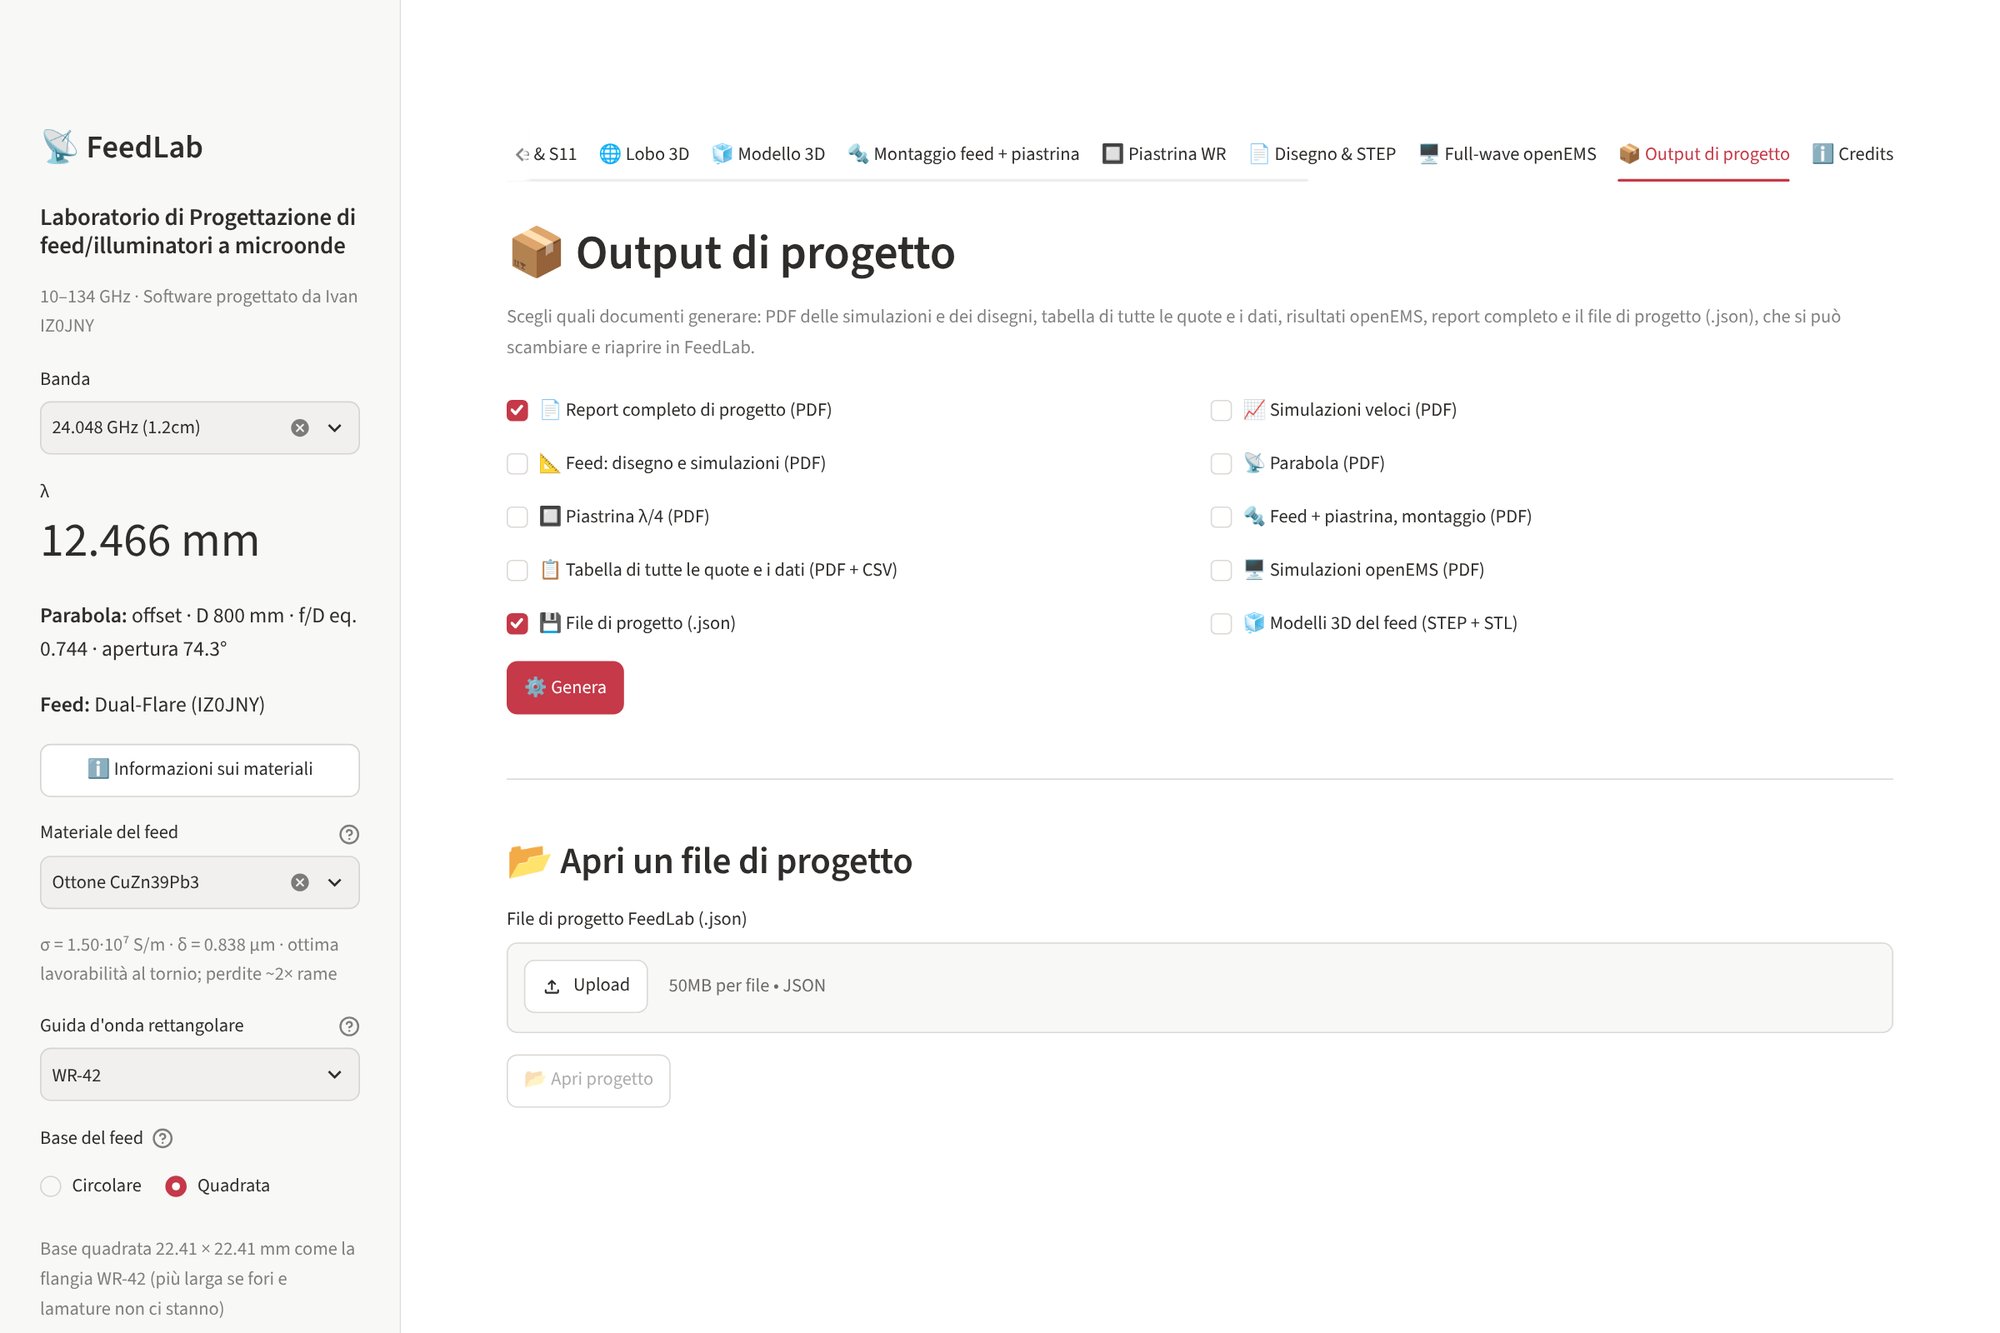 FeedLab
Laboratorio di Progettazione di
feed/illuminatori a microonde
10–134 GHz · Software progettato da Ivan
IZ0JNY
Banda
24.048 GHz (1.2cm)
λ
12.466 mm
Parabola: offset · D 800 mm · f/D eq.
0.744 · apertura 74.3°
Feed: Dual-Flare (IZ0JNY)
Informazioni sui materiali
Materiale del feed
Ottone CuZn39Pb3
σ = 1.50·10⁷ S/m · δ = 0.838 µm · ottima
lavorabilità al tornio; perdite ~2× rame
Guida d'onda rettangolare
WR-42
Base del feed
Circolare Quadrata
Base quadrata 22.41 × 22.41 mm come la
flangia WR-42 (più larga se fori e
lamature non ci stanno)
& S11 Lobo 3D Modello 3D Montaggio feed + piastrina Piastrina WR Disegno & STEP Full-wave openEMS Output di progetto Credits
Output di progetto
Scegli quali documenti generare: PDF delle simulazioni e dei disegni, tabella di tutte le quote e i dati, risultati openEMS, report completo e il file di progetto (.json), che si può
scambiare e riaprire in FeedLab.
Report completo di progetto (PDF)
Feed: disegno e simulazioni (PDF)
Piastrina λ/4 (PDF)
Tabella di tutte le quote e i dati (PDF + CSV)
File di progetto (.json)
Simulazioni veloci (PDF)
Parabola (PDF)
Feed + piastrina, montaggio (PDF)
Simulazioni openEMS (PDF)
Modelli 3D del feed (STEP + STL)
Genera
Apri un file di progetto
File di progetto FeedLab (.json)
Upload 50MB per file • JSON
Apri progetto